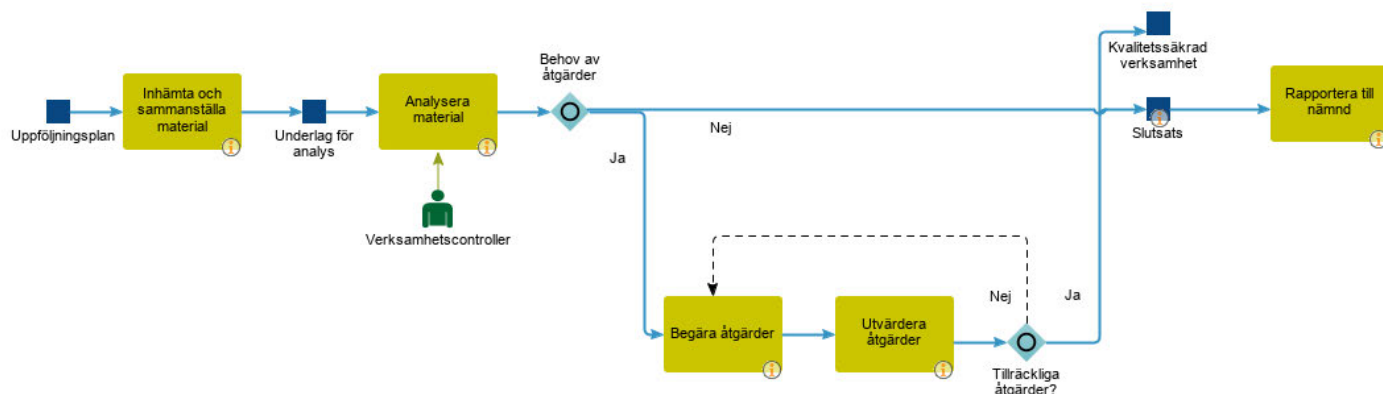 Uppföljningsplan
Inhämta och
sammanställa
material
Underlag för
analys
Analysera
material
Verksamhetscontroller
Behov av
åtgärder
Nej
Ja
Begära åtgärder
Utvärdera
åtgärder
Nej
Ja
Tillräckliga
åtgärder?
Kvalitetssäkrad
verksamhet
Slutsats
Rapportera till
nämnd